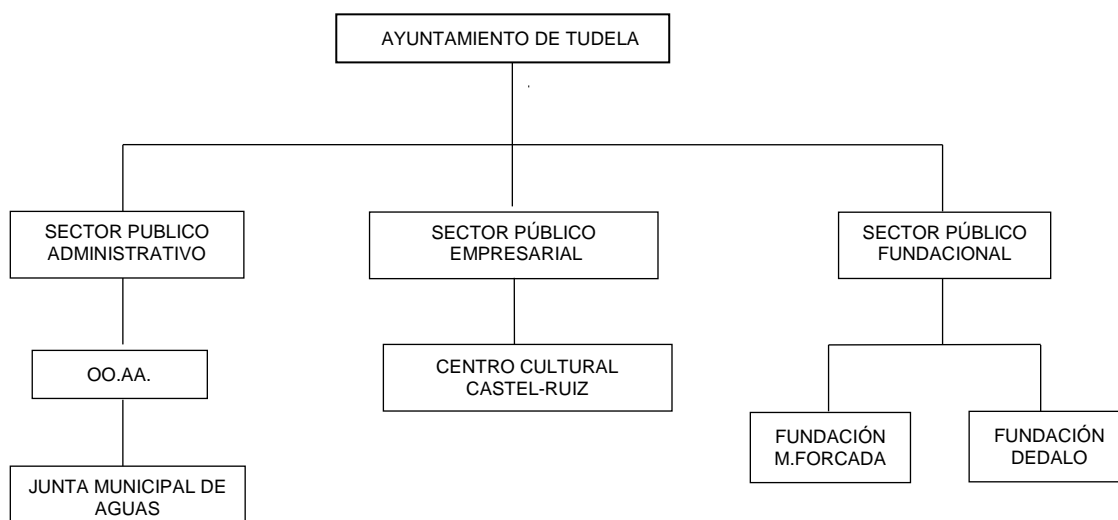 AYUNTAMIENTO DE TUDELA
SECTOR PUBLICO
ADMINISTRATIVO
SECTOR PÚBLICO
EMPRESARIAL
SECTOR PÚBLICO
FUNDACIONAL
OO.AA.
CENTRO CULTURAL
CASTEL-RUIZ
FUNDACIÓN
M.FORCADA
FUNDACIÓN
DEDALO
JUNTA MUNICIPAL DE
AGUAS